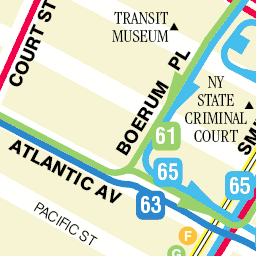 TRANSIT
MUSEUM
COURT ST
BOERUM PL
NY
STATE
CRIMINAL
COURT
SM
61
65
65
63
ATLANTIC AV
PACIFIC ST
F
G